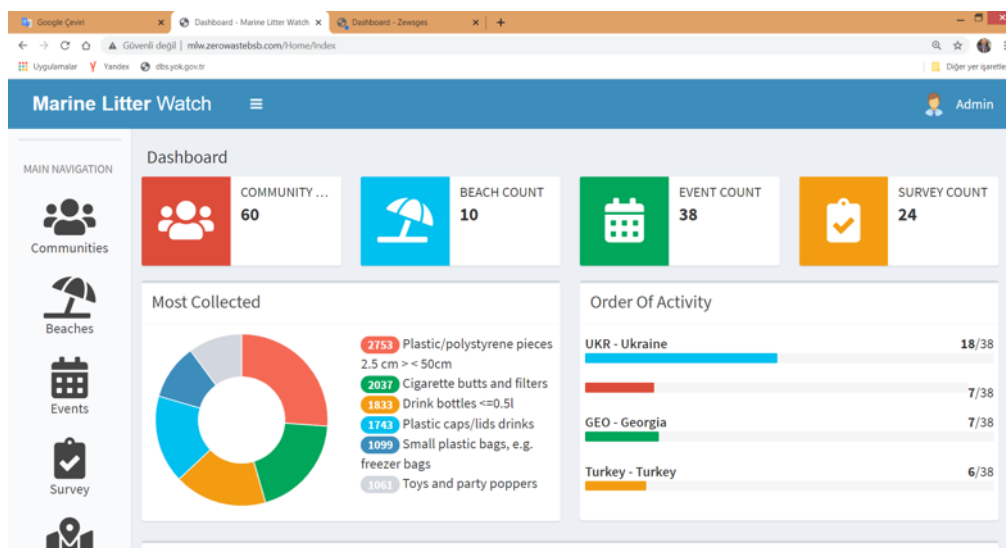 Google Çeviri
Dashboard - Marine Litter Watch
Dashboard - Zewsges
Güvenli değil | mlw.zerowastebsb.com/Home/Index
Uygulamalar
Yandex
dbs.yok.gov.tr
Diğer yer işaretle
Marine Litter Watch
Admin
MAIN NAVIGATION
Communities
Beaches
Events
Survey
Dashboard
COMMUNITY ...
60
BEACH COUNT
10
EVENT COUNT
38
SURVEY COUNT
24
Most Collected
2753 Plastic/polystyrene pieces
2.5 cm > < 50cm
2037 Cigarette butts and filters
1833 Drink bottles <=0.5l
1743 Plastic caps/lids drinks
1099 Small plastic bags, e.g.
freezer bags
1061 Toys and party poppers
Order Of Activity
UKR - Ukraine 18/38
7/38
GEO - Georgia 7/38
Turkey - Turkey 6/38